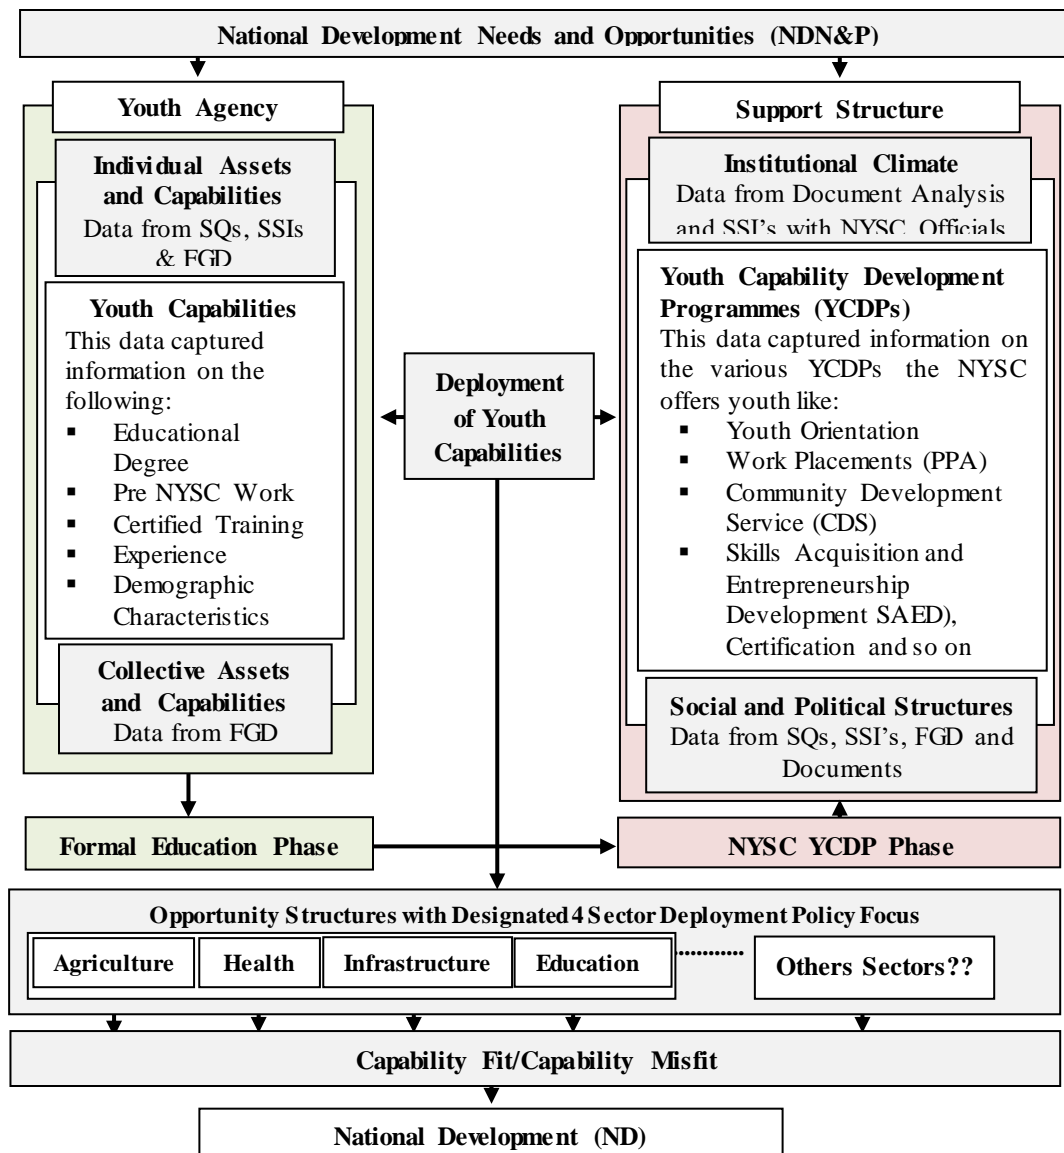 National Development Needs and Opportunities (NDN&P)
Youth Agency
Individual Assets
and Capabilities
Data from SQs, SSIs
& FGD
Youth Capabilities
This data captured
information on the
following:
▪ Educational
Degree
▪ Pre NYSC Work
▪ Certified Training
▪ Experience
▪ Demographic
Characteristics
Collective Assets
and Capabilities
Data from FGD
Formal Education Phase
Deployment
of Youth
Capabilities
Support Structure
Institutional Climate
Data from Document Analysis
and SSI's with NYSC Officials
Youth Capability Development
Programmes (YCDPs)
This data captured information on
the various YCDPs the NYSC
offers youth like:
▪ Youth Orientation
▪ Work Placements (PPA)
▪ Community Development
Service (CDS)
▪ Skills Acquisition and
Entrepreneurship
Development SAED),
Certification and so on
Social and Political Structures
Data from SQs, SSI's, FGD and
Documents
NYSC YCDP Phase
Opportunity Structures with Designated 4 Sector Deployment Policy Focus
Agriculture
Health
Infrastructure
Education
Others Sectors??
Capability Fit/Capability Misfit
National Development (ND)